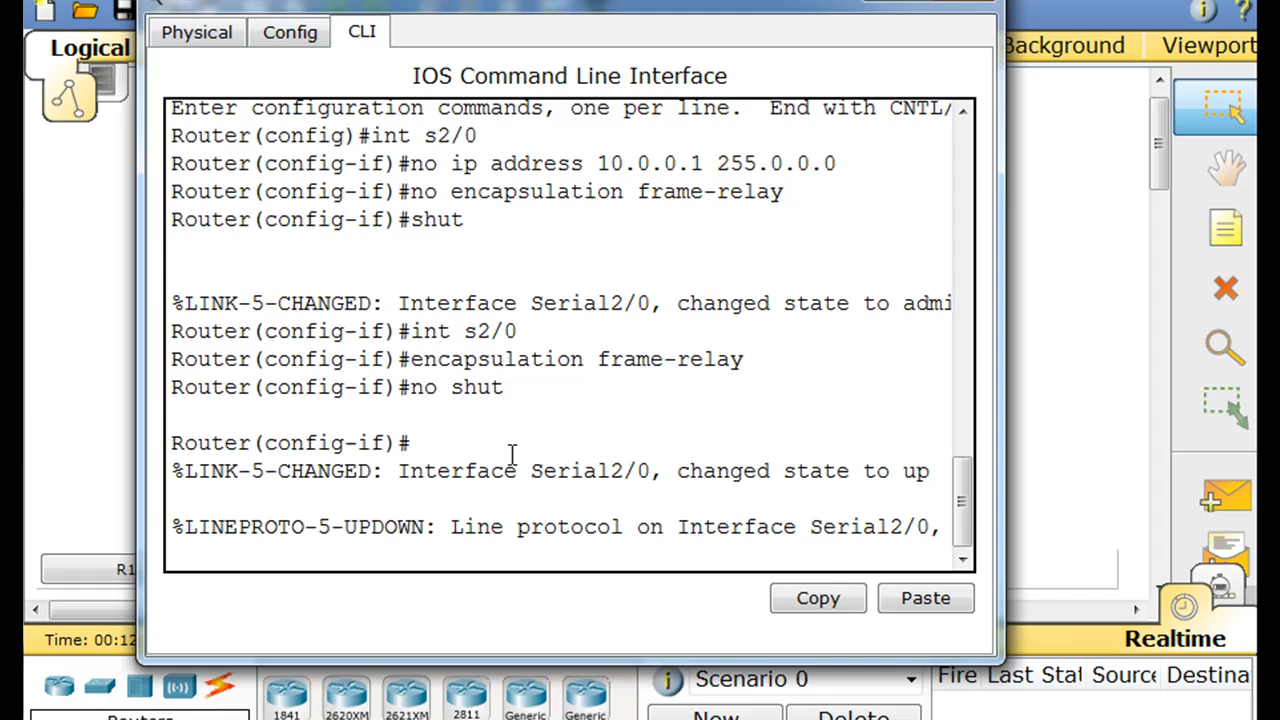 Logical
Background
Viewport
Physical
Config
CLI
IOS Command Line Interface
Enter configuration commands, one per line.  End with CNTL/
Router(config)#int s2/0
Router(config-if)#no ip address 10.0.0.1 255.0.0.0
Router(config-if)#no encapsulation frame-relay
Router(config-if)#shut
%LINK-5-CHANGED: Interface Serial2/0, changed state to admi
Router(config-if)#int s2/0
Router(config-if)#encapsulation frame-relay
Router(config-if)#no shut
Router(config-if)#
%LINK-5-CHANGED: Interface Serial2/0, changed state to up
%LINEPROTO-5-UPDOWN: Line protocol on Interface Serial2/0,
R1
Copy
Paste
Time: 00:12
Realtime
Scenario 0
Fire Last Stat Source Destina
1841
2620XM
2621XM
2811
Generic
Generic
Routers
New
Delete